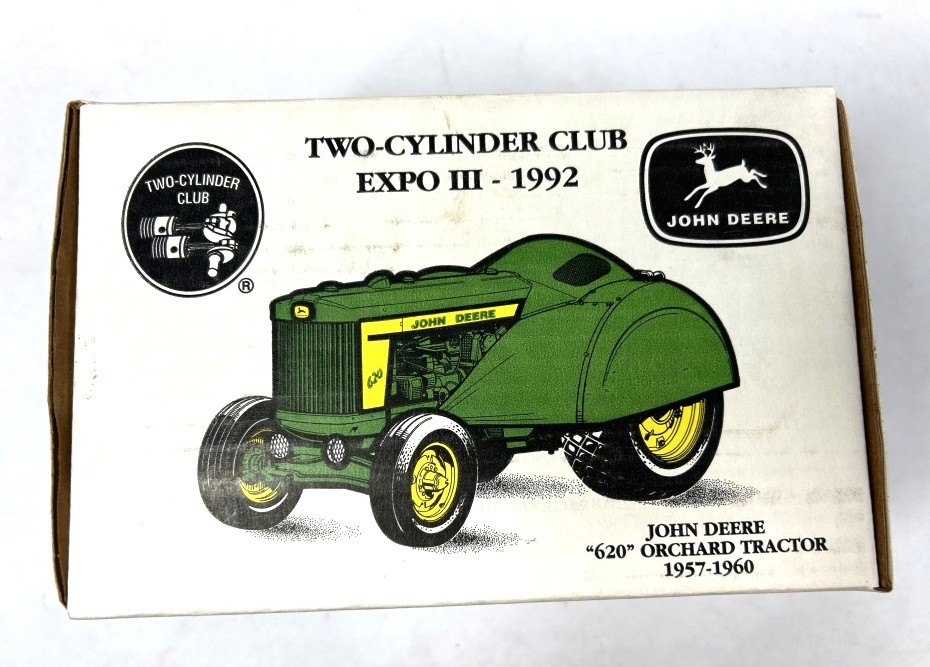 TWO-CYLINDER CLUB
EXPO III - 1992
TWO-CYLINDER
CLUB
®
JOHN DEERE
JOHN DEERE
620
JOHN DEERE
"620" ORCHARD TRACTOR
1957-1960